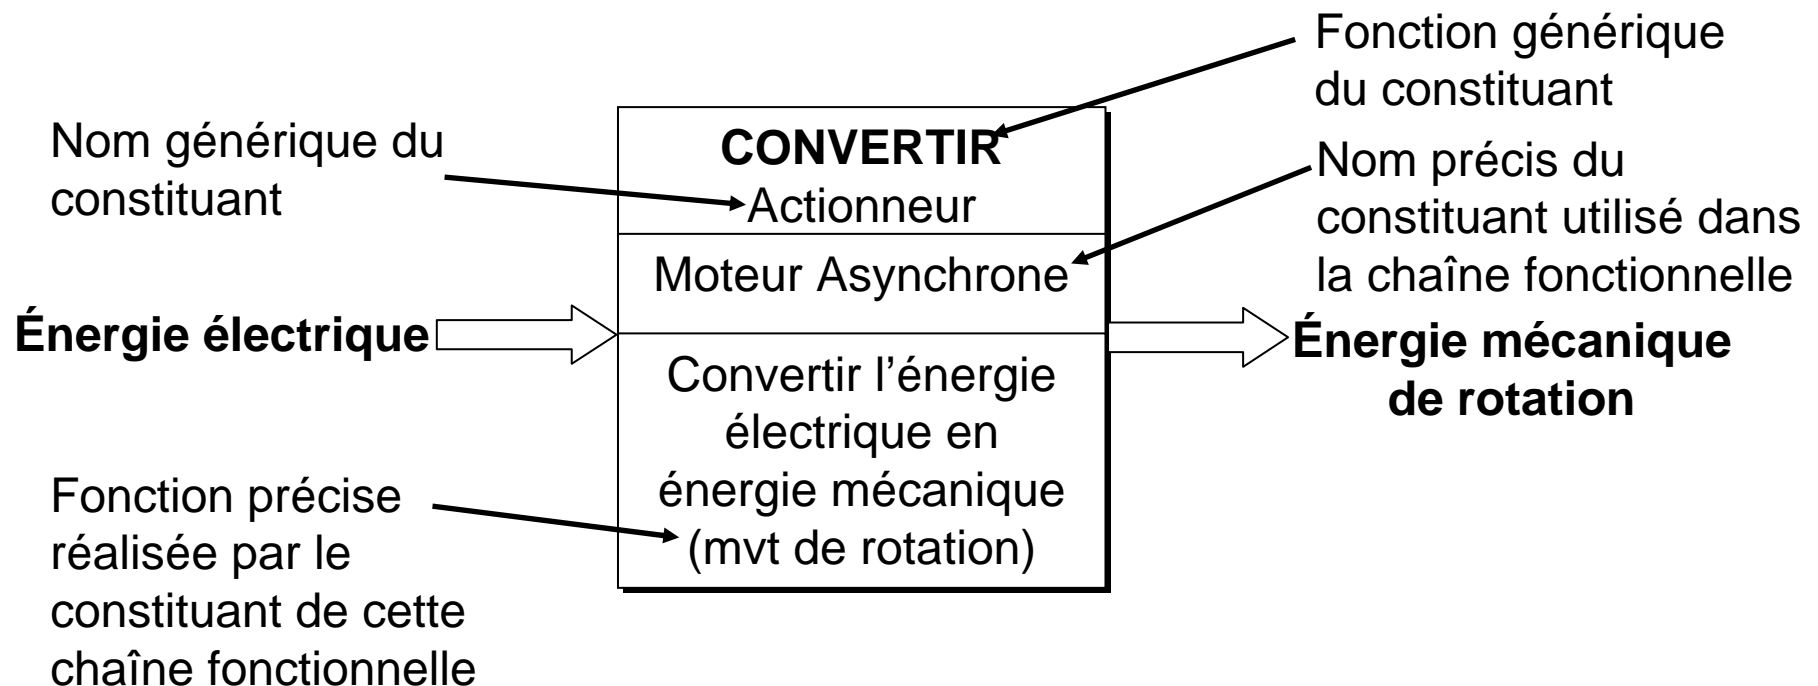 Fonction générique
du constituant
Nom générique du
constituant
CONVERTIR
Actionneur
Nom précis du
constituant utilisé dans
la chaîne fonctionnelle
Moteur Asynchrone
Énergie électrique
Énergie mécanique
de rotation
Convertir l’énergie
électrique en
énergie mécanique
(mvt de rotation)
Fonction précise
réalisée par le
constituant de cette
chaîne fonctionnelle